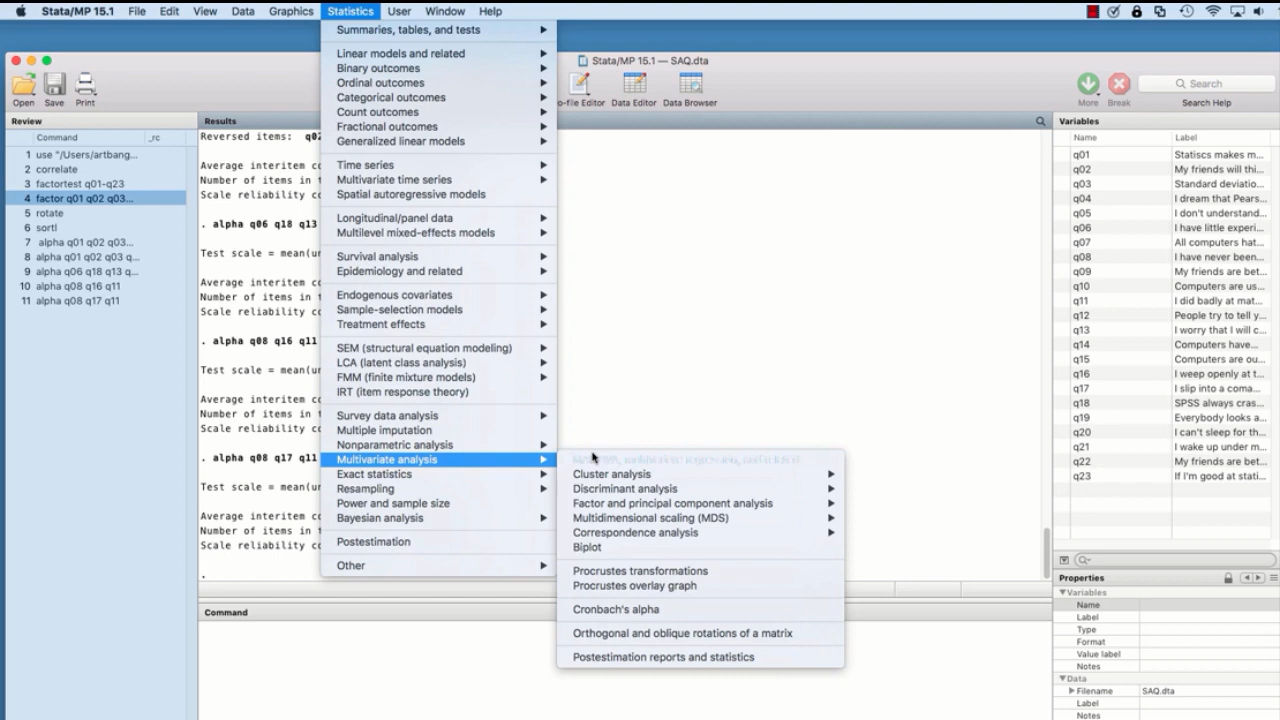 Stata/MP 15.1 File Edit View Data Graphics Statistics User Window Help
Stata/MP 15.1 — SAQ.dta
Open Save Print
o-file Editor Data Editor Data Browser
More Break Search
Search Help
Review
Command _rc
1 use "/Users/artbang...
2 correlate
3 factortest q01-q23
4 factor q01 q02 q03...
5 rotate
6 sortl
7 alpha q01 q02 q03...
8 alpha q01 q02 q03 q...
9 alpha q06 q18 q13 q...
10 alpha q08 q16 q11
11 alpha q08 q17 q11
Results
Reversed items: q02
Average interitem co
Number of items in t
Scale reliability co
. alpha q06 q18 q13
Test scale = mean(un
Average interitem co
Number of items in t
Scale reliability co
. alpha q08 q16 q11
Test scale = mean(un
Average interitem co
Number of items in t
Scale reliability co
. alpha q08 q17 q11
Test scale = mean(un
Average interitem co
Number of items in t
Scale reliability co
.
Command
Summaries, tables, and tests
Linear models and related
Binary outcomes
Ordinal outcomes
Categorical outcomes
Count outcomes
Fractional outcomes
Generalized linear models
Time series
Multivariate time series
Spatial autoregressive models
Longitudinal/panel data
Multilevel mixed-effects models
Survival analysis
Epidemiology and related
Endogenous covariates
Sample-selection models
Treatment effects
SEM (structural equation modeling)
LCA (latent class analysis)
FMM (finite mixture models)
IRT (item response theory)
Survey data analysis
Multiple imputation
Nonparametric analysis
Multivariate analysis
Exact statistics
Resampling
Power and sample size
Bayesian analysis
Postestimation
Other
Cluster analysis
Discriminant analysis
Factor and principal component analysis
Multidimensional scaling (MDS)
Correspondence analysis
Biplot
Procrustes transformations
Procrustes overlay graph
Cronbach's alpha
Orthogonal and oblique rotations of a matrix
Postestimation reports and statistics
Variables
Name Label
q01 Statiscs makes m...
q02 My friends will thi...
q03 Standard deviatio...
q04 I dream that Pears...
q05 I don't understand...
q06 I have little experi...
q07 All computers hat...
q08 I have never been...
q09 My friends are bet...
q10 Computers are us...
q11 I did badly at mat...
q12 People try to tell y...
q13 I worry that I will c...
q14 Computers have...
q15 Computers are ou...
q16 I weep openly at t...
q17 I slip into a coma...
q18 SPSS always cras...
q19 Everybody looks a...
q20 I can't sleep for th...
q21 I wake up under m...
q22 My friends are bet...
q23 If I'm good at stati...
Properties
Variables
Name
Label
Type
Format
Value label
Notes
Data
Filename SAQ.dta
Label
Notes